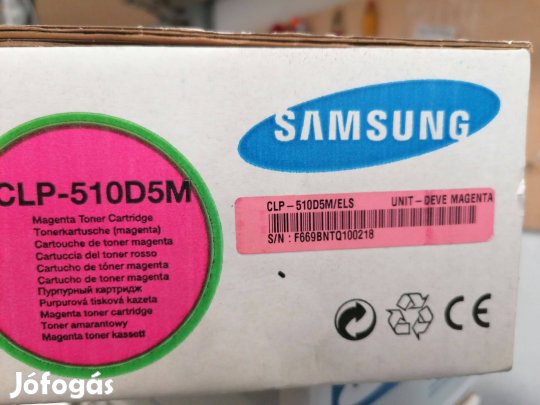 SAMSUNG
CLP-510D5M
Magenta Toner Cartridge
Tonerkartusche (magenta)
Cartouche de toner magenta
Cartuccia del toner rosso
Cartucho de tóner magenta
Cartucho de toner magenta
Пурпурный картридж
Purpurová tisková kazeta
Magenta toner cartridge
Toner amarantowy
Magenta toner kassett
CLP-510D5M/ELS UNIT-DEVE MAGENTA
S/N : F669BNTQ100218
CE
Jófogás